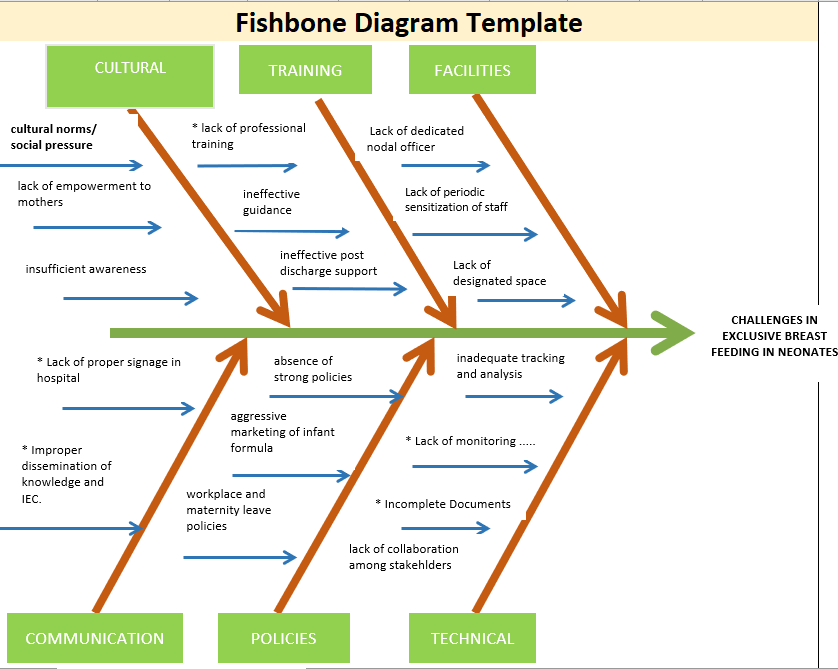 Fishbone Diagram Template
CULTURAL
TRAINING
FACILITIES
cultural norms/
social pressure
lack of empowerment to
mothers
insufficient awareness
* lack of professional
training
ineffective
guidance
ineffective post
discharge support
Lack of dedicated
nodal officer
Lack of periodic
sensitization of staff
Lack of
designated space
CHALLENGES IN
EXCLUSIVE BREAST
FEEDING IN NEONATES
* Lack of proper signage in
hospital
* Improper
dissemination of
knowledge and
IEC.
absence of
strong policies
aggressive
marketing of infant
formula
workplace and
maternity leave
policies
inadequate tracking
and analysis
* Lack of monitoring .....
* Incomplete Documents
lack of collaboration
among stakehlders
COMMUNICATION
POLICIES
TECHNICAL